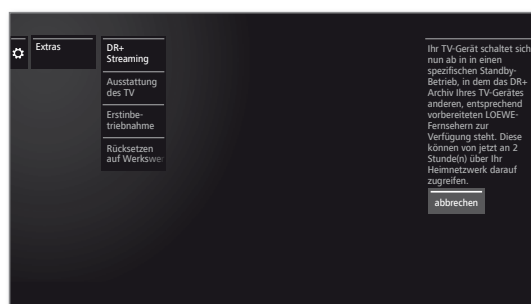 Extras
DR+
Streaming
Ausstattung
des TV
Erstinbe-
triebnahme
Rücksetzen
auf Werkswe
Ihr TV-Gerät schaltet sich
nun ab in in einen
spezifischen Standby-
Betrieb, in dem das DR+
Archiv Ihres TV-Gerätes
anderen, entsprechend
vorbereiteten LOEWE-
Fernsehern zur
Verfügung steht. Diese
können von jetzt an 2
Stunde(n) über Ihr
Heimnetzwerk darauf
zugreifen.
abbrechen